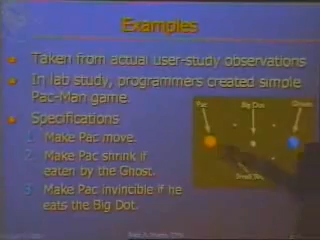 Examples
Taken from actual user-study observations
In lab study, programmers created simple
Pac-Man game.
Specifications
1. Make Pac move.
2. Make Pac shrink if
eaten by the Ghost.
3. Make Pac invincible if he
eats the Big Dot.
Pac
Big Dot
Ghosts